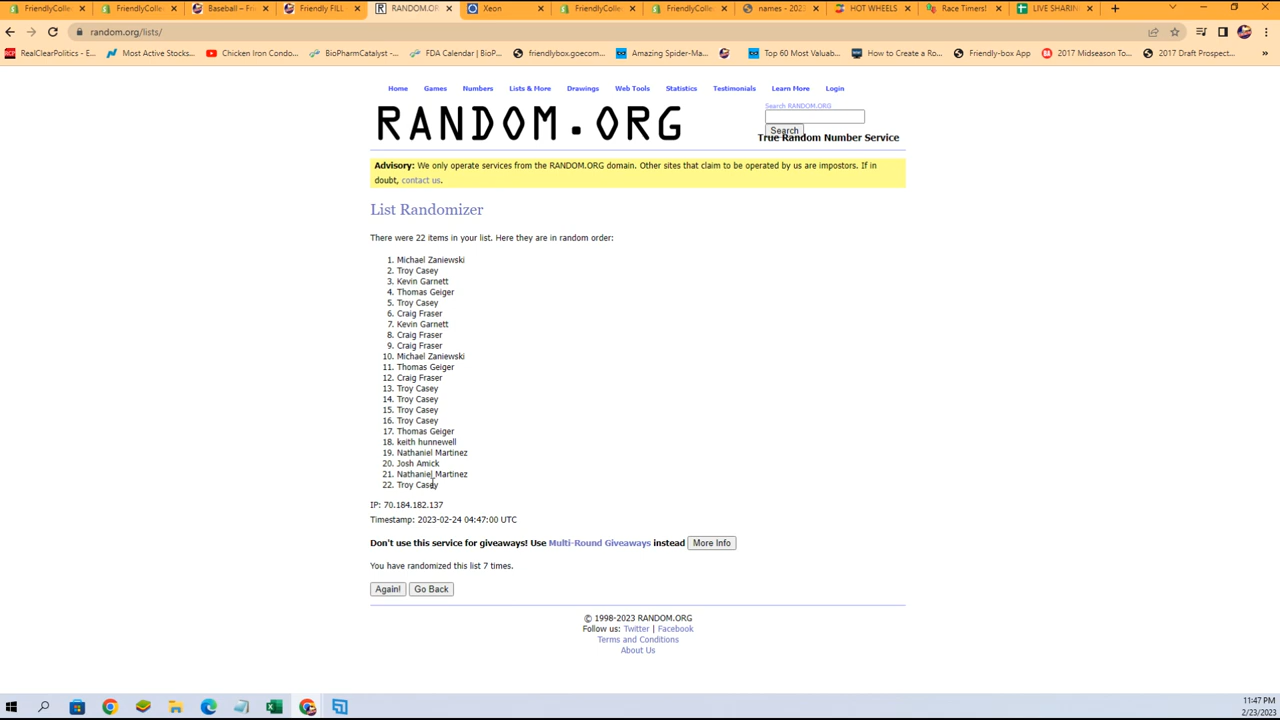 FriendlyColle
FriendlyColle
Baseball – Fri
Friendly FILL
RANDOM.OR
Xeon
FriendlyColle
FriendlyColle
names - 202
HOT WHEELS
Race Timers!
LIVE SHARIN
random.org/lists/
RealClearPolitics - ...
Most Active Stocks...
Chicken Iron Condo...
BioPharmCatalyst -...
FDA Calendar | BioP...
friendlybox.goecom...
Amazing Spider-Ma...
Top 60 Most Valuab...
How to Create a Ro...
Friendly-box App
2017 Midseason To...
2017 Draft Prospect...
Home Games Numbers Lists & More Drawings Web Tools Statistics Testimonials Learn More Login
RANDOM.ORG
Search RANDOM.ORG
Search
True Random Number Service
Advisory: We only operate services from the RANDOM.ORG domain. Other sites that claim to be operated by us are impostors. If in
doubt, contact us.
List Randomizer
There were 22 items in your list. Here they are in random order:
1. Michael Zaniewski
2. Troy Casey
3. Kevin Garnett
4. Thomas Geiger
5. Troy Casey
6. Craig Fraser
7. Kevin Garnett
8. Craig Fraser
9. Craig Fraser
10. Michael Zaniewski
11. Thomas Geiger
12. Craig Fraser
13. Troy Casey
14. Troy Casey
15. Troy Casey
16. Troy Casey
17. Thomas Geiger
18. keith hunnewell
19. Nathaniel Martinez
20. Josh Amick
21. Nathaniel Martinez
22. Troy Casey
IP: 70.184.182.137
Timestamp: 2023-02-24 04:47:00 UTC
Don't use this service for giveaways! Use Multi-Round Giveaways instead More Info
You have randomized this list 7 times.
Again! Go Back
© 1998-2023 RANDOM.ORG
Follow us: Twitter | Facebook
Terms and Conditions
About Us
11:47 PM
2/23/2023